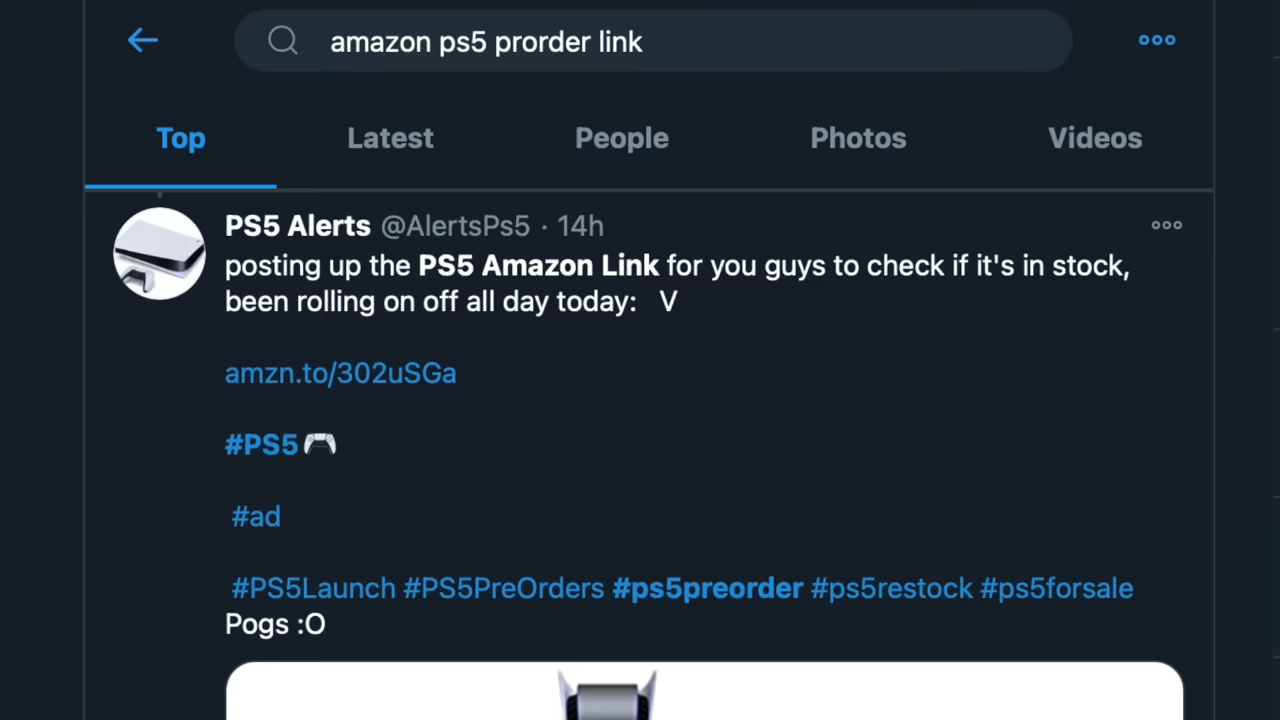 amazon ps5 prorder link
Top Latest People Photos Videos
PS5 Alerts @AlertsPs5 · 14h
posting up the PS5 Amazon Link for you guys to check if it's in stock,
been rolling on off all day today: V
amzn.to/302uSGa
#PS5🎮
#ad
#PS5Launch #PS5PreOrders #ps5preorder #ps5restock #ps5forsale
Pogs :O